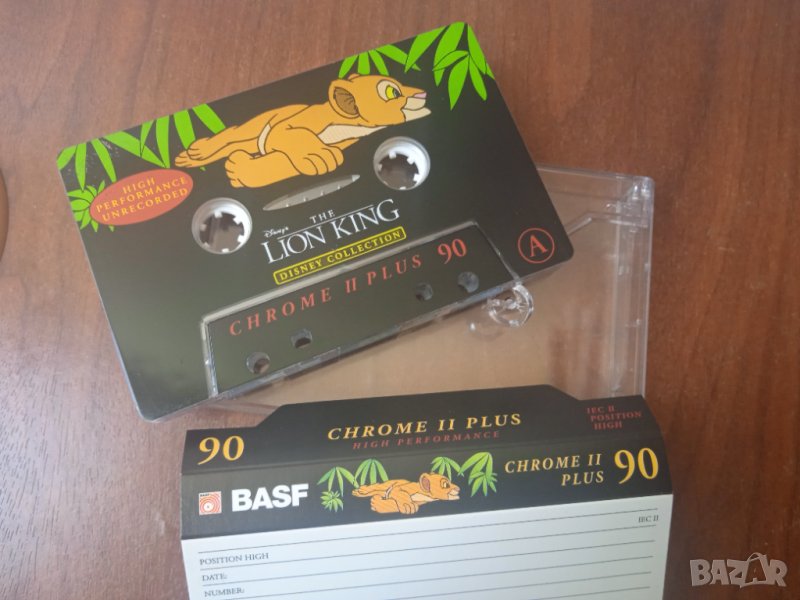 HIGH
PERFORMANCE
UNRECORDED
Disney's
THE
LION KING
DISNEY COLLECTION
CHROME II PLUS 90
A
90
CHROME II PLUS
HIGH PERFORMANCE
IEC II
POSITION
HIGH
BASF
CHROME II
PLUS
90
POSITION HIGH
IEC II
DATE:
NUMBER:
BAZAR